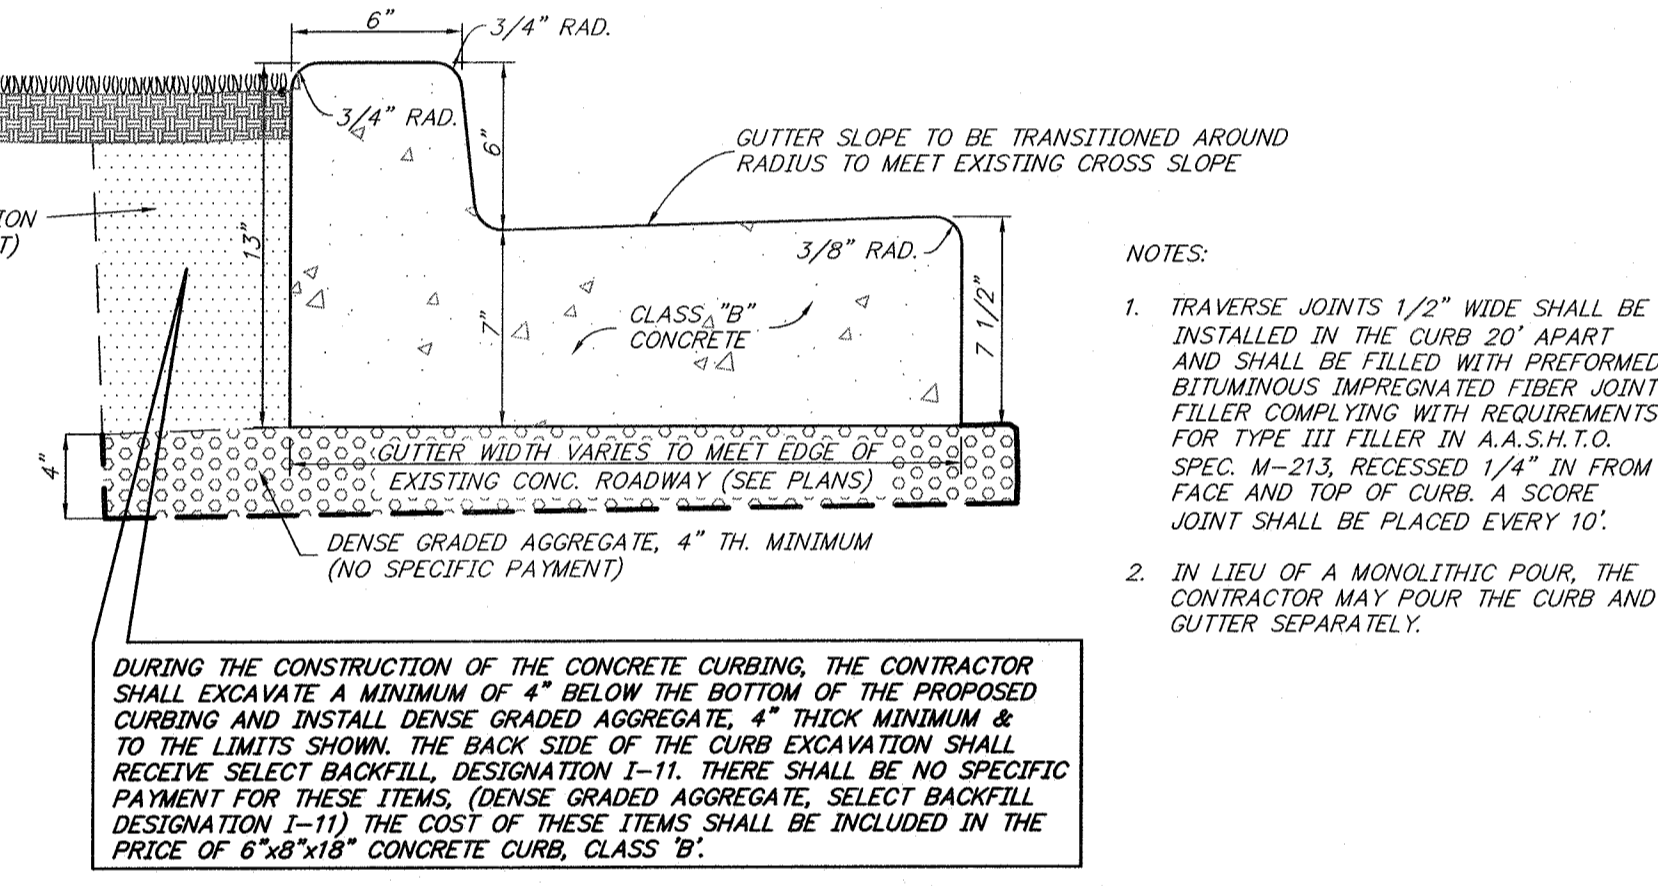 6"
3/4" RAD.
3/4" RAD.
6"
GUTTER SLOPE TO BE TRANSITIONED AROUND
RADIUS TO MEET EXISTING CROSS SLOPE
ION
T)
13"
3/8" RAD.
7"
CLASS "B"
CONCRETE
7 1/2"
4"
GUTTER WIDTH VARIES TO MEET EDGE OF
EXISTING CONC. ROADWAY (SEE PLANS)
DENSE GRADED AGGREGATE, 4" TH. MINIMUM
(NO SPECIFIC PAYMENT)
DURING THE CONSTRUCTION OF THE CONCRETE CURBING, THE CONTRACTOR
SHALL EXCAVATE A MINIMUM OF 4" BELOW THE BOTTOM OF THE PROPOSED
CURBING AND INSTALL DENSE GRADED AGGREGATE, 4" THICK MINIMUM &
TO THE LIMITS SHOWN. THE BACK SIDE OF THE CURB EXCAVATION SHALL
RECEIVE SELECT BACKFILL, DESIGNATION I-11. THERE SHALL BE NO SPECIFIC
PAYMENT FOR THESE ITEMS, (DENSE GRADED AGGREGATE, SELECT BACKFILL
DESIGNATION I-11) THE COST OF THESE ITEMS SHALL BE INCLUDED IN THE
PRICE OF 6"x8"x18" CONCRETE CURB, CLASS 'B'.
NOTES:
1. TRAVERSE JOINTS 1/2" WIDE SHALL BE
INSTALLED IN THE CURB 20' APART
AND SHALL BE FILLED WITH PREFORMED
BITUMINOUS IMPREGNATED FIBER JOINT
FILLER COMPLYING WITH REQUIREMENTS
FOR TYPE III FILLER IN A.A.S.H.T.O.
SPEC. M-213, RECESSED 1/4" IN FROM
FACE AND TOP OF CURB. A SCORE
JOINT SHALL BE PLACED EVERY 10'.
2. IN LIEU OF A MONOLITHIC POUR, THE
CONTRACTOR MAY POUR THE CURB AND
GUTTER SEPARATELY.